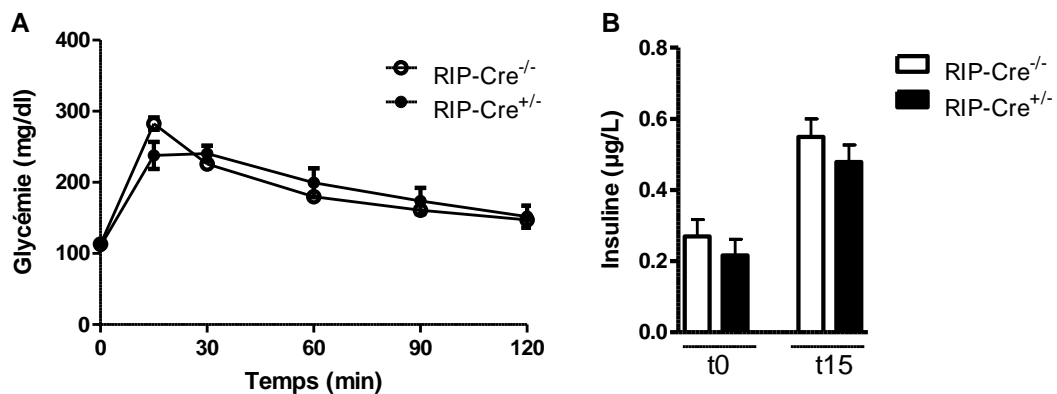 A
400
300
200
100
0
Glycémie (mg/dl)
0 30 60 90 120
Temps (min)
RIP-Cre-/-
RIP-Cre+/-
B
0.8
0.6
0.4
0.2
0.0
Insuline (µg/L)
t0 t15
RIP-Cre-/-
RIP-Cre+/-